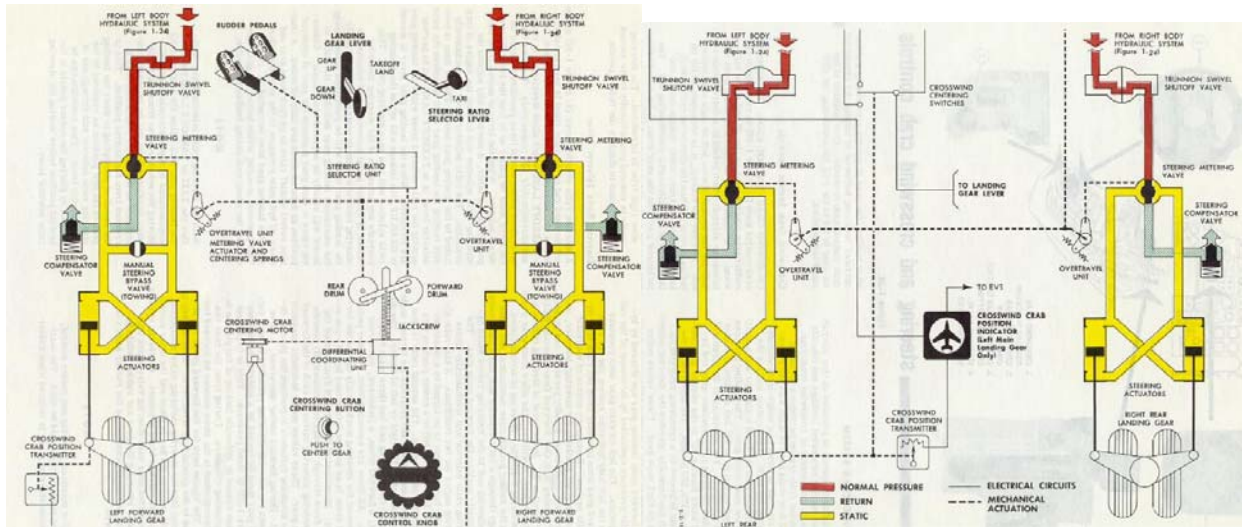 FROM LEFT BODY
HYDRAULIC SYSTEM
TRUNNION SWIVEL
SHUTOFF VALVE
STEERING METERING
VALVE
OVERTRAVEL UNIT
METERING VALVE
ACTUATOR AND
CENTERING SPRINGS
STEERING
COMPENSATOR
VALVE
MANUAL
STEERING
BYPASS
VALVE
(TOWING)
STEERING
ACTUATORS
CROSSWIND
CRAB POSITION
TRANSMITTER
LEFT FORWARD
LANDING GEAR
RUDDER PEDALS
LANDING
GEAR LEVER
GEAR
UP
GEAR
DOWN
TAKEOFF
LAND
TAXI
STEERING RATIO
SELECTOR LEVER
STEERING RATIO
SELECTOR UNIT
REAR
DRUM
FORWARD
DRUM
JACKSCREW
CROSSWIND CRAB
CENTERING MOTOR
DIFFERENTIAL
COORDINATING
UNIT
CROSSWIND CRAB
CENTERING BUTTON
PUSH TO
CENTER GEAR
CROSSWIND CRAB
CONTROL KNOB
FROM RIGHT BODY
HYDRAULIC SYSTEM
TRUNNION SWIVEL
SHUTOFF VALVE
STEERING METERING
VALVE
OVERTRAVEL
UNIT
MANUAL
STEERING
BYPASS
VALVE
(TOWING)
STEERING
COMPENSATOR
VALVE
STEERING
ACTUATORS
RIGHT FORWARD
LANDING GEAR
FROM LEFT BODY
HYDRAULIC SYSTEM
TRUNNION SWIVEL
SHUTOFF VALVE
STEERING METERING
VALVE
STEERING
COMPENSATOR
VALVE
OVERTRAVEL
UNIT
STEERING
ACTUATORS
LEFT REAR
CROSSWIND
CENTERING
SWITCHES
TO LANDING
GEAR LEVER
TO EVS
CROSSWIND CRAB
POSITION
INDICATOR
(Left Main
Landing Gear
Only)
CROSSWIND
CRAB POSITION
TRANSMITTER
FROM RIGHT BODY
HYDRAULIC SYSTEM
TRUNNION SWIVEL
SHUTOFF VALVE
STEERING METERING
VALVE
STEERING
COMPENSATOR
VALVE
OVERTRAVEL
UNIT
STEERING
ACTUATORS
RIGHT REAR
LANDING GEAR
NORMAL PRESSURE
RETURN
STATIC
ELECTRICAL CIRCUITS
MECHANICAL
ACTUATION